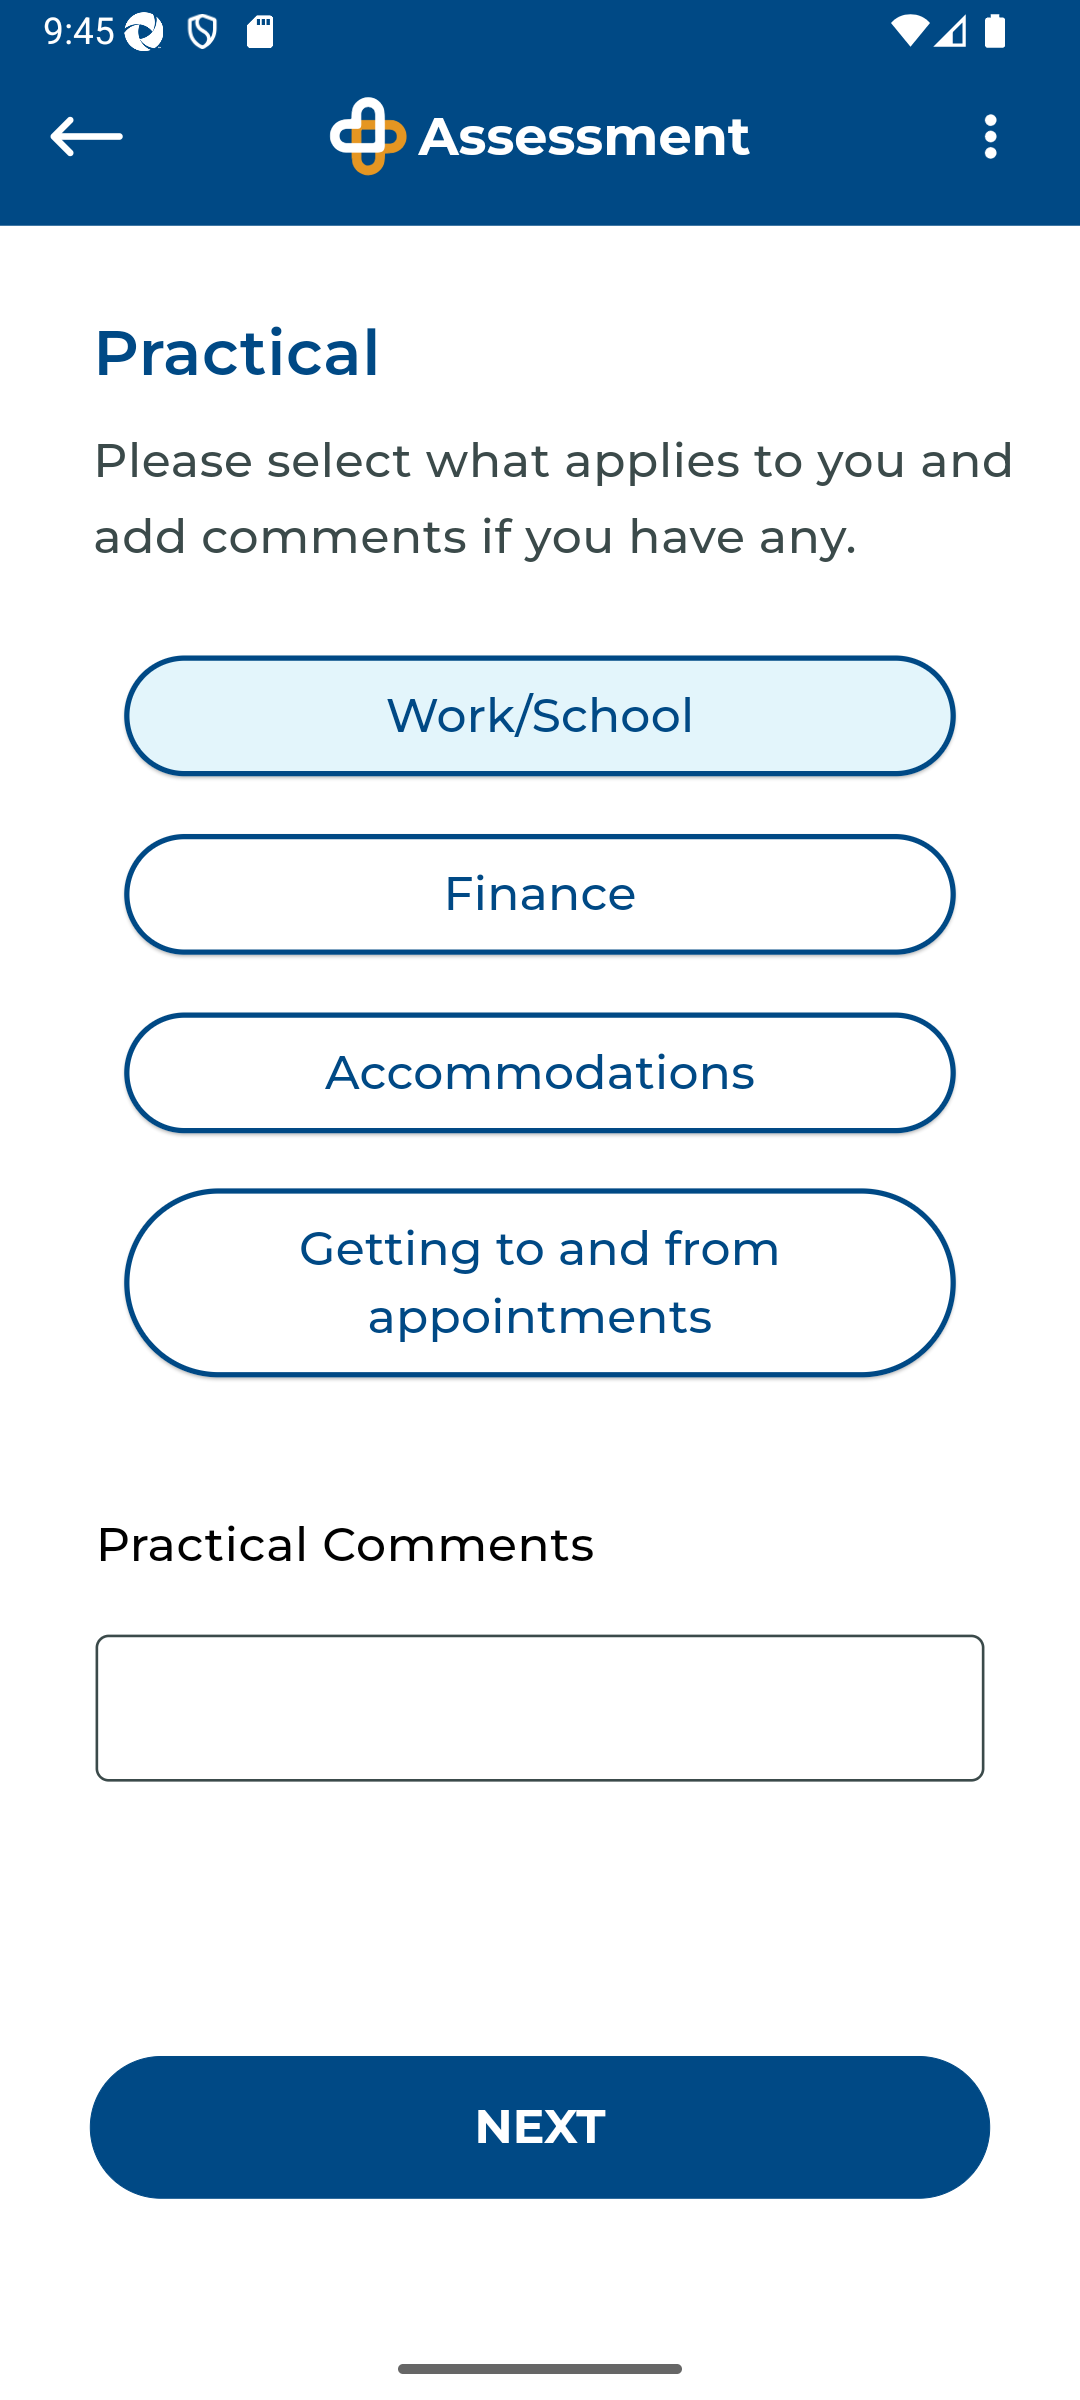 9:45
Assessment
Practical
Please select what applies to you and
add comments if you have any.
Work/School
Finance
Accommodations
Getting to and from
appointments
Practical Comments
NEXT